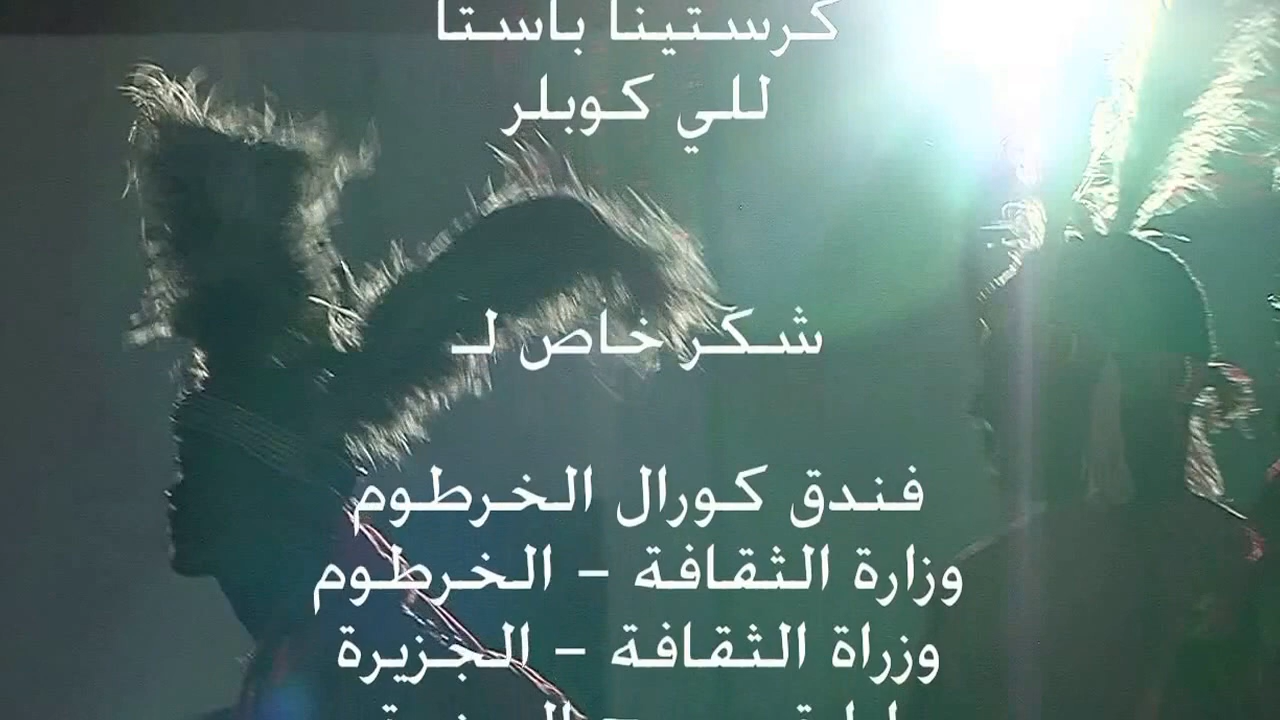 كرستينا باستا
للي كوبلر
شكر خاص لـ
فندق كورال الخرطوم
وزارة الثقافة – الخرطوم
وزراة الثقافة – الجزيرة